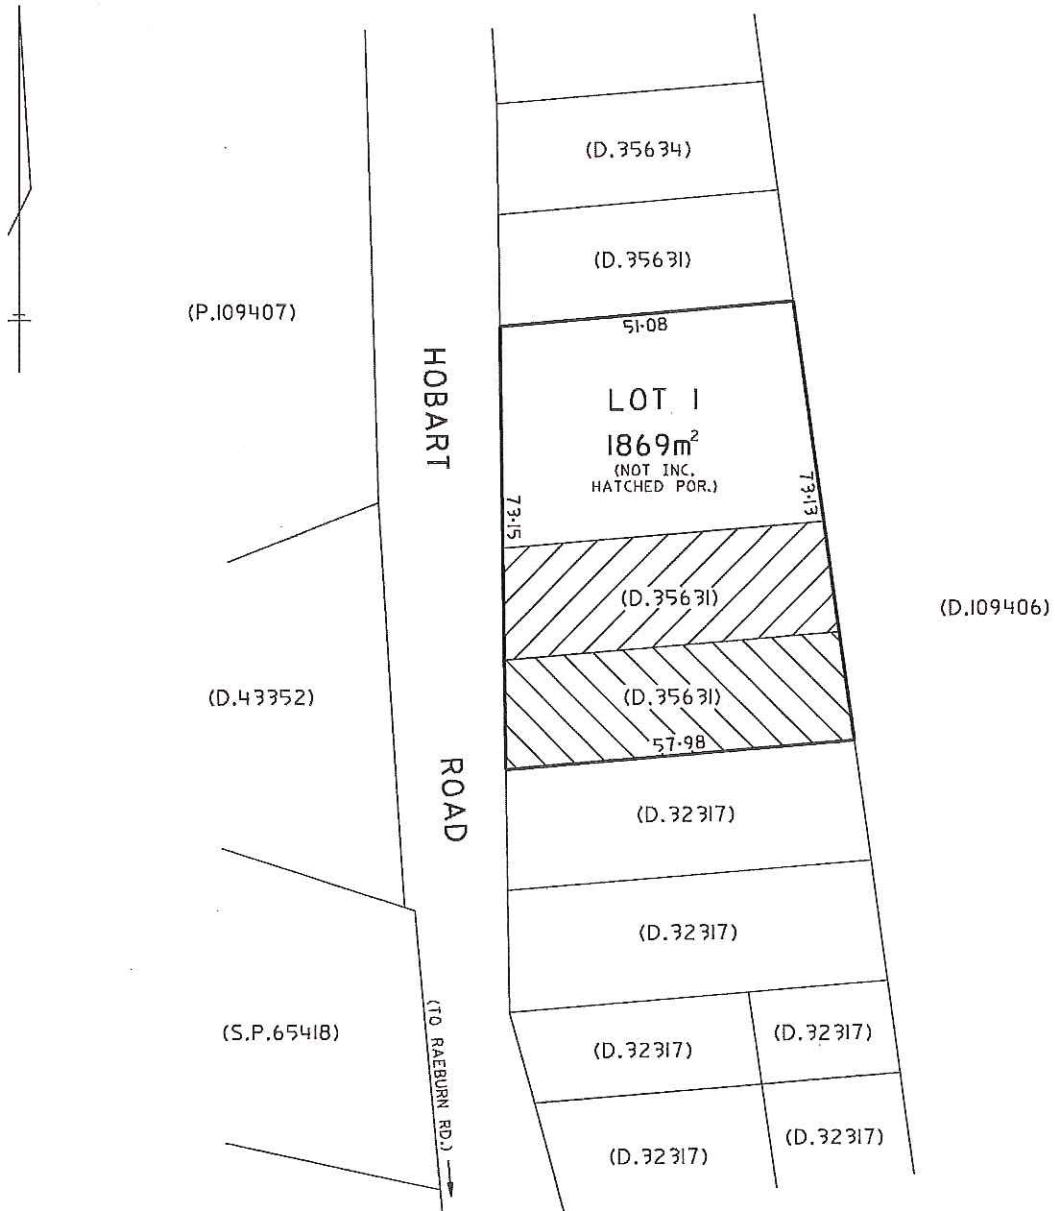 (D.35634)
(D.35631)
(P.109407)
51·08
HOBART
LOT 1
1869m²
(NOT INC.
HATCHED POR.)
73·15
73·13
(D.35631)
(D.109406)
(D.43352)
(D.35631)
57·98
ROAD
(D.32317)
(D.32317)
(S.P.65418)
(TO RAEBURN RD.)
(D.32317)
(D.32317)
(D.32317)
(D.32317)